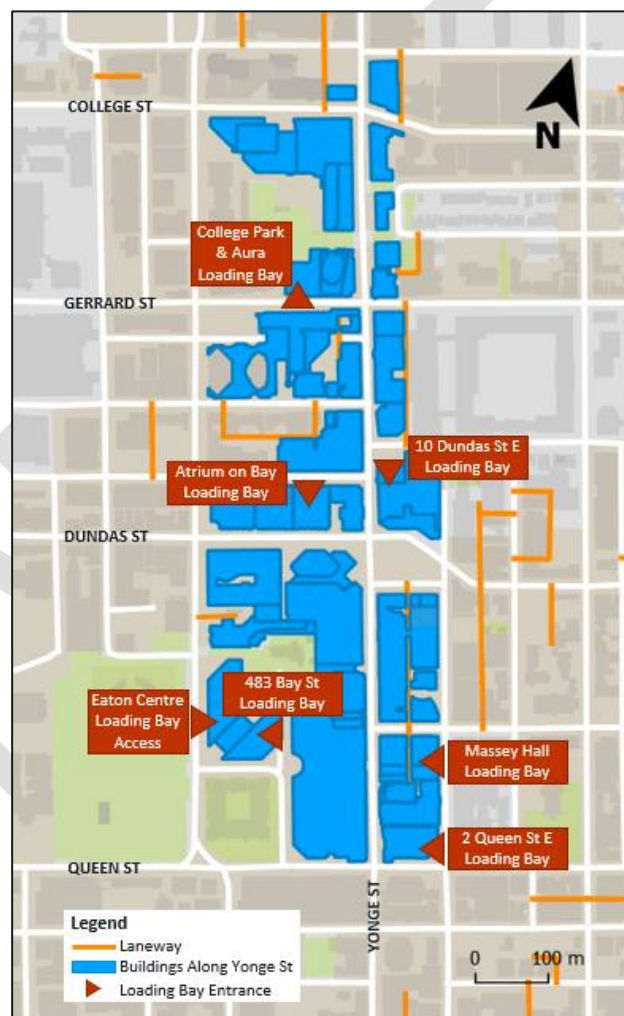 COLLEGE ST
N
College Park
& Aura
Loading Bay
GERRARD ST
10 Dundas St E
Loading Bay
Atrium on Bay
Loading Bay
DUNDAS ST
483 Bay St
Loading Bay
Eaton Centre
Loading Bay
Access
Massey Hall
Loading Bay
2 Queen St E
Loading Bay
QUEEN ST
YONGE ST
Legend
Laneway
Buildings Along Yonge St
Loading Bay Entrance
0 100 m